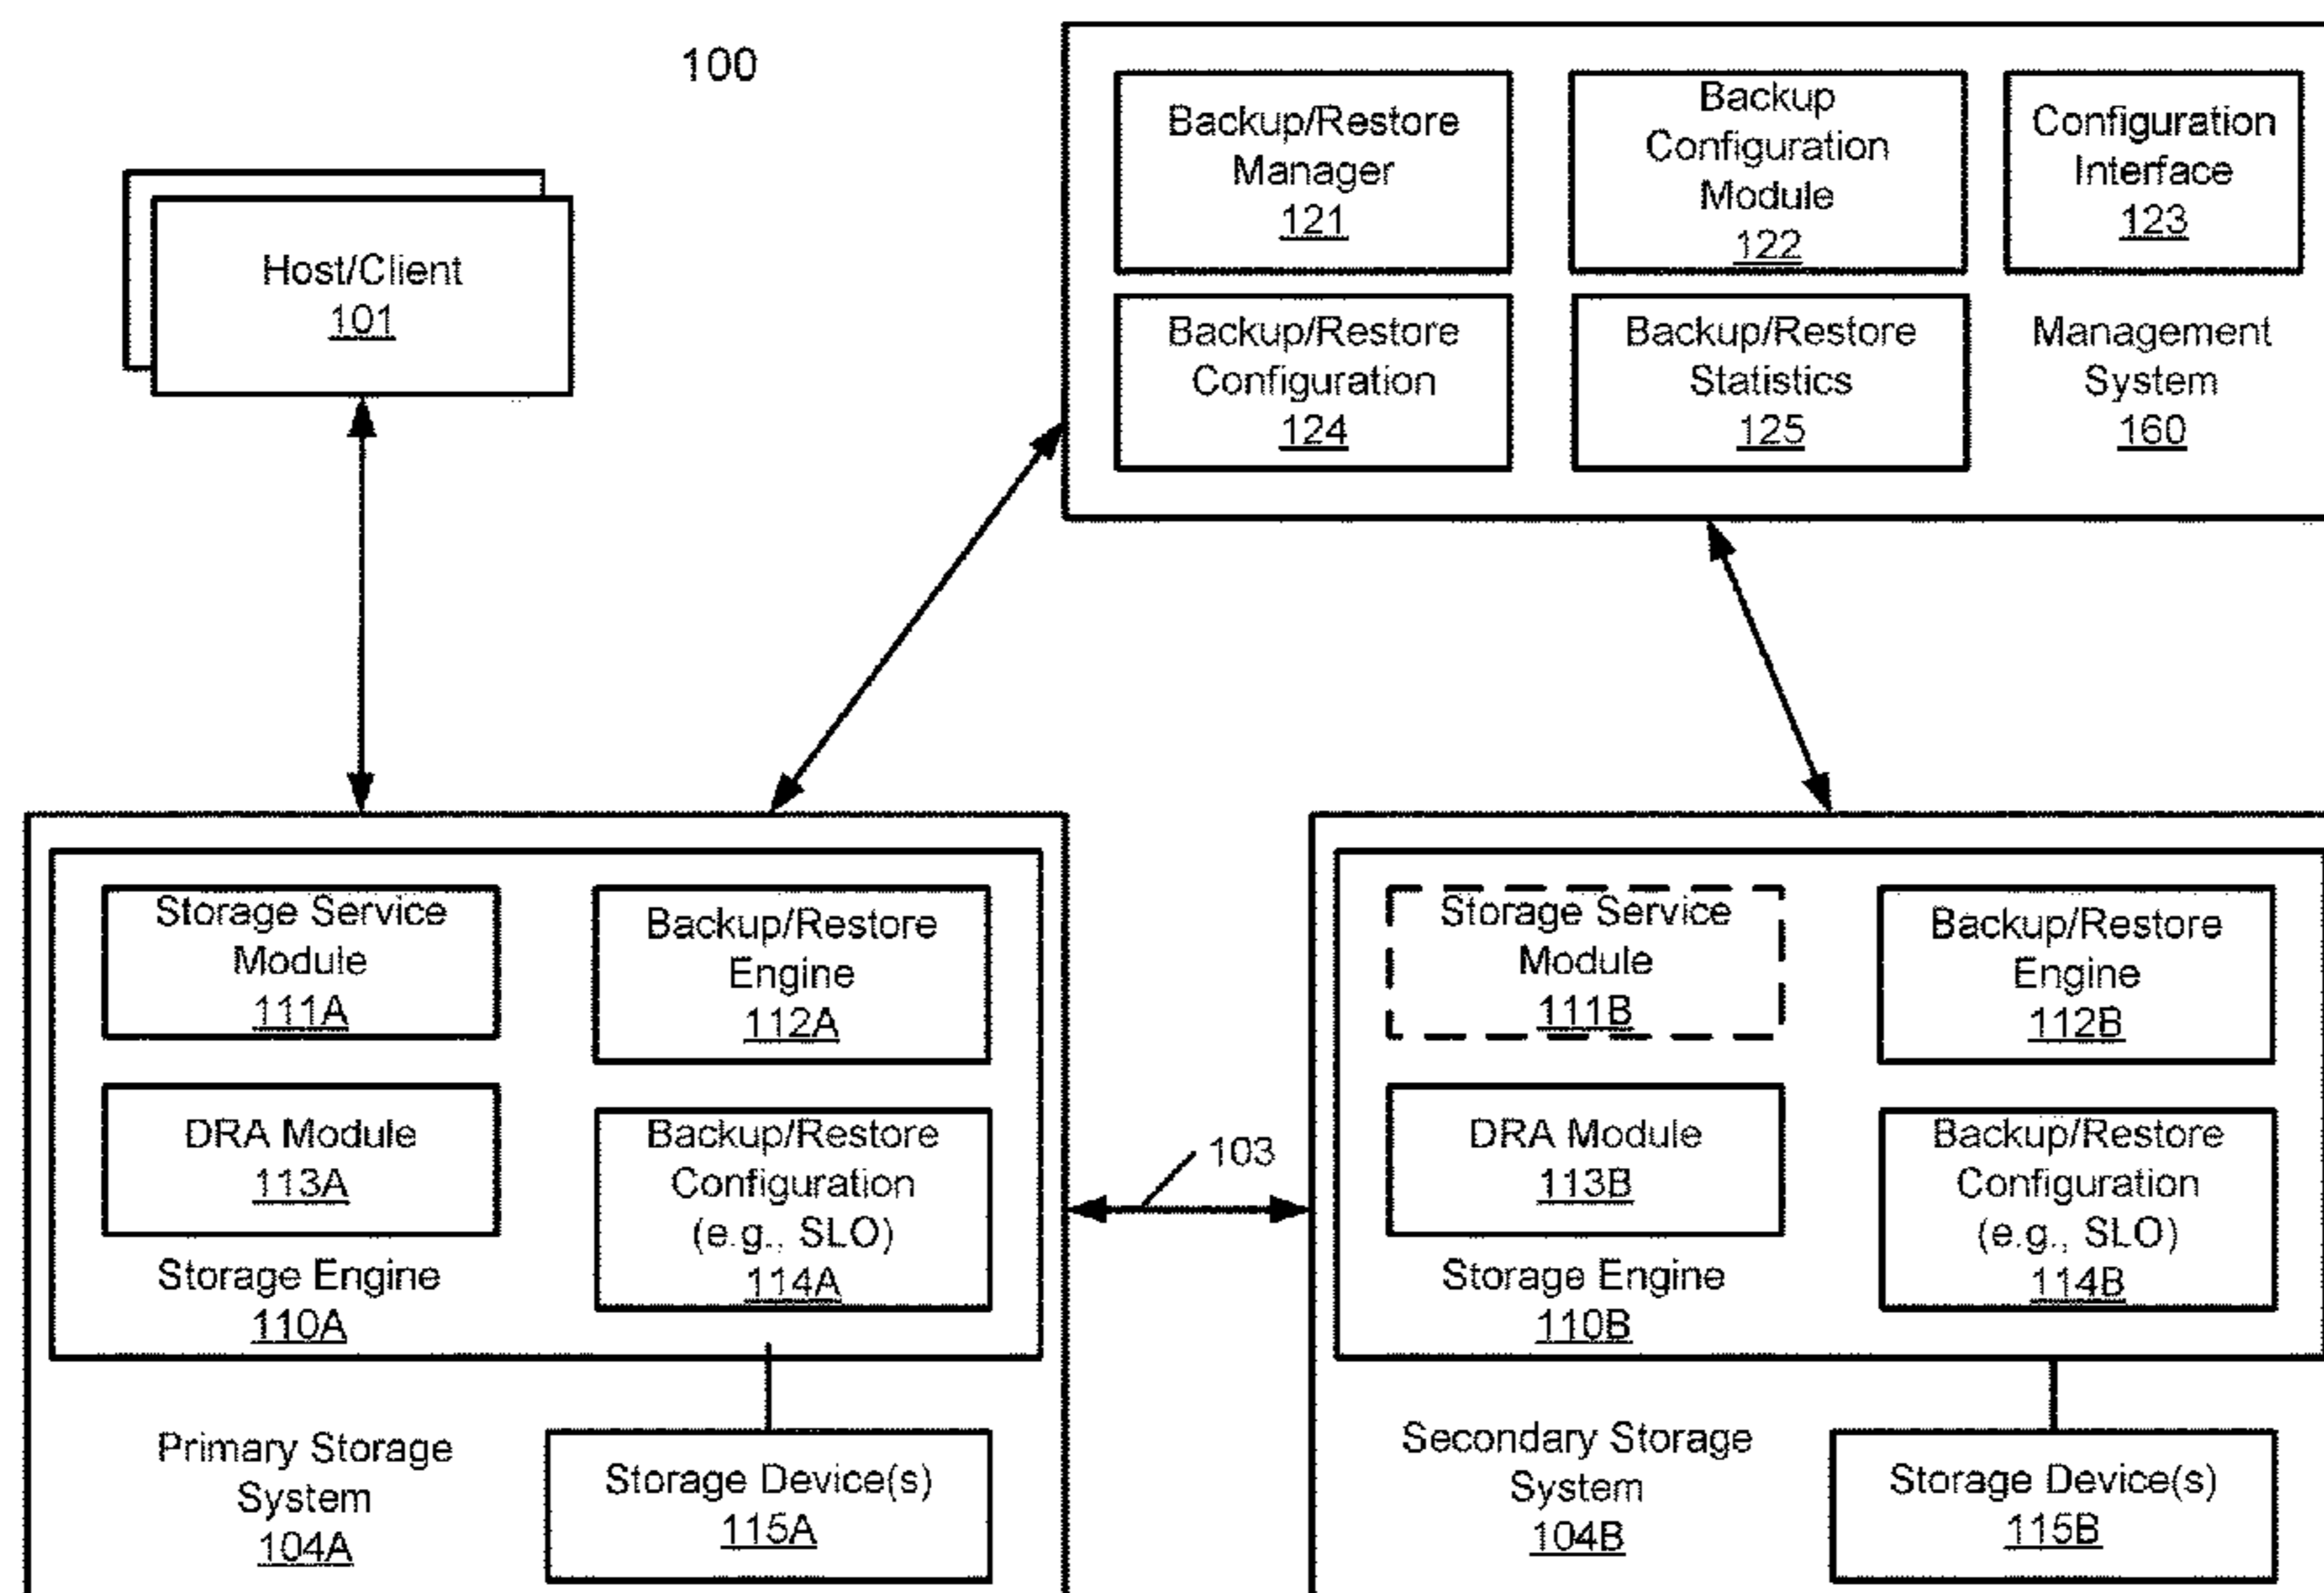 100
Backup/Restore
Manager
121
Backup
Configuration
Module
122
Configuration
Interface
123
Host/Client
101
Backup/Restore
Configuration
124
Backup/Restore
Statistics
125
Management
System
160
Storage Service
Module
111A
Backup/Restore
Engine
112A
DRA Module
113A
Backup/Restore
Configuration
(e.g., SLO)
114A
Storage Engine
110A
Primary Storage
System
104A
Storage Device(s)
115A
103
Storage Service
Module
111B
Backup/Restore
Engine
112B
DRA Module
113B
Backup/Restore
Configuration
(e.g., SLO)
114B
Storage Engine
110B
Secondary Storage
System
104B
Storage Device(s)
115B